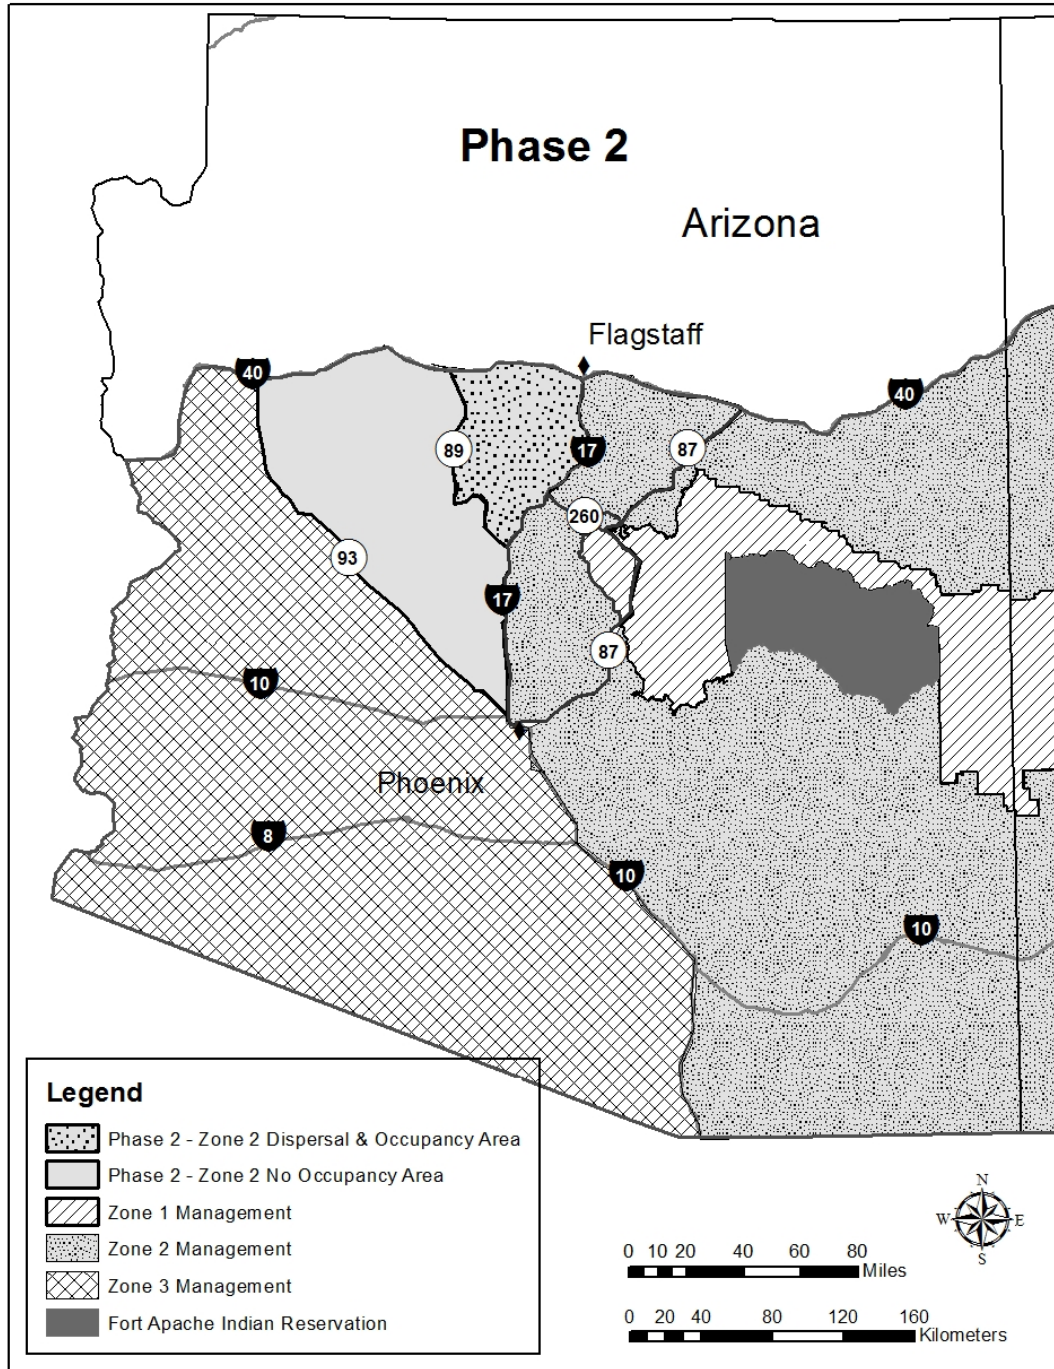 Phase 2
Arizona
Flagstaff
40
40
89
17
87
260
93
17
87
10
Phoenix
8
10
10
Legend
Phase 2 - Zone 2 Dispersal & Occupancy Area
Phase 2 - Zone 2 No Occupancy Area
Zone 1 Management
Zone 2 Management
Zone 3 Management
Fort Apache Indian Reservation
N
W E
S
0 10 20 40 60 80
Miles
0 20 40 80 120 160
Kilometers